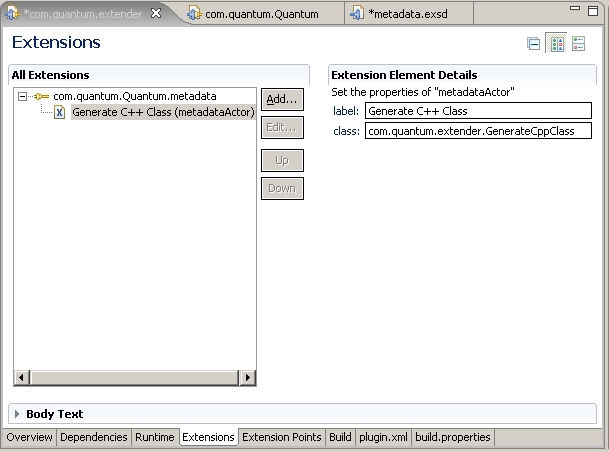 *com.quantum.extender com.quantum.Quantum *metadata.exsd
Extensions
All Extensions
com.quantum.Quantum.metadata
Generate C++ Class (metadataActor)
Add...
Edit...
Up
Down
Extension Element Details
Set the properties of "metadataActor"
label: Generate C++ Class
class: com.quantum.extender.GenerateCppClass
Body Text
Overview Dependencies Runtime Extensions Extension Points Build plugin.xml build.properties